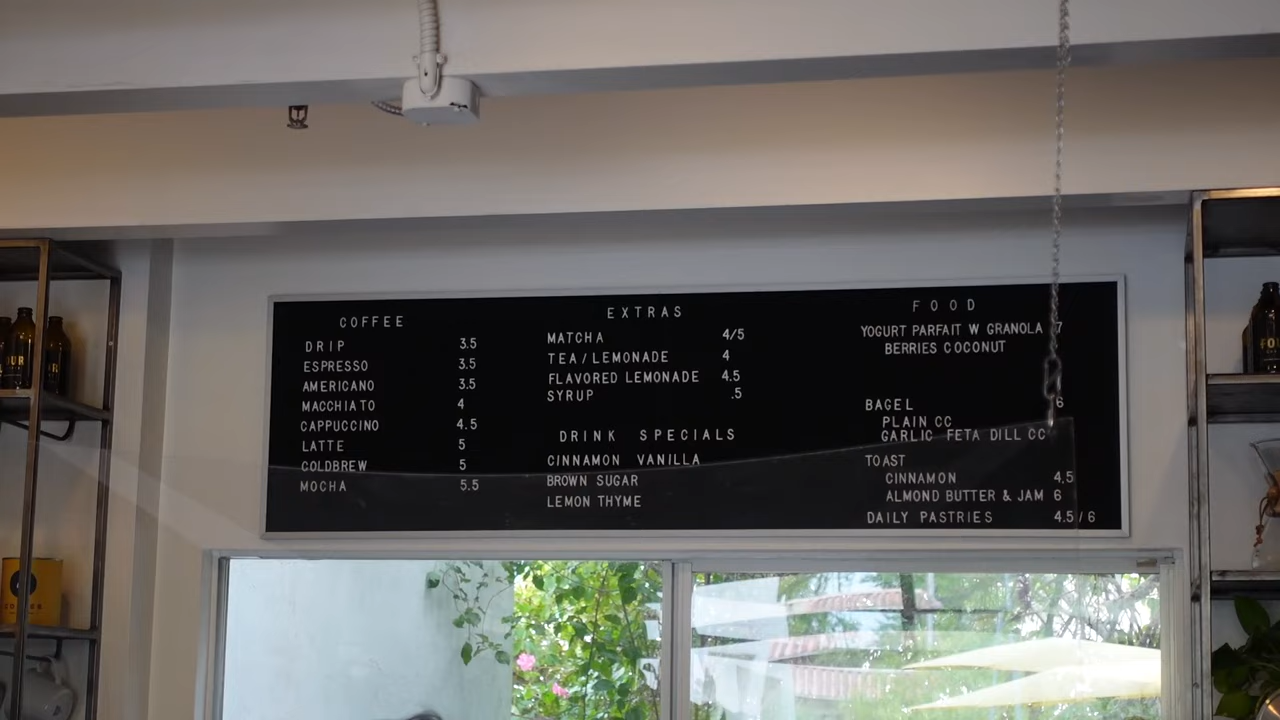 COFFEE
DRIP 3.5
ESPRESSO 3.5
AMERICANO 3.5
MACCHIATO 4
CAPPUCCINO 4.5
LATTE 5
COLDBREW 5
MOCHA 5.5
EXTRAS
MATCHA 4/5
TEA/LEMONADE 4
FLAVORED LEMONADE 4.5
SYRUP .5
DRINK SPECIALS
CINNAMON VANILLA
BROWN SUGAR
LEMON THYME
FOOD
YOGURT PARFAIT W GRANOLA 7
BERRIES COCONUT
BAGEL 6
PLAIN CC
GARLIC FETA DILL CC
TOAST
CINNAMON 4.5
ALMOND BUTTER & JAM 6
DAILY PASTRIES 4.5/6